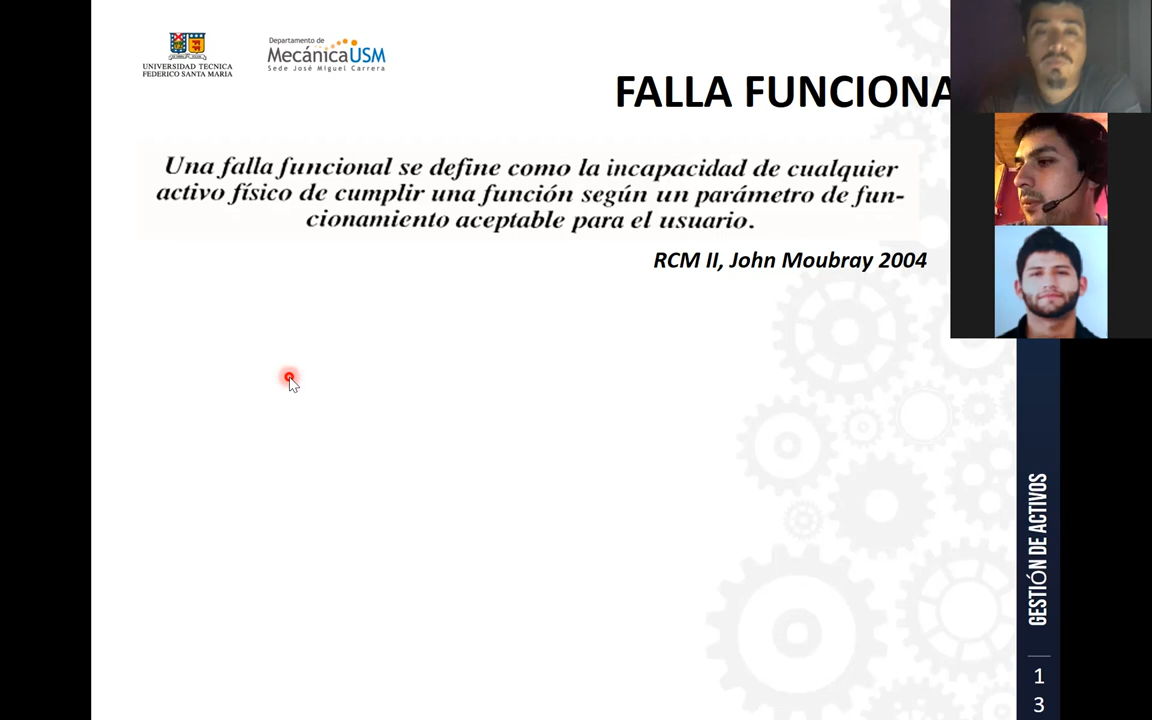 UNIVERSIDAD TECNICA
FEDERICO SANTA MARIA
Departamento de
MecánicaUSM
Sede José Miguel Carrera
FALLA FUNCIONA
Una falla funcional se define como la incapacidad de cualquier
activo físico de cumplir una función según un parámetro de fun-
cionamiento aceptable para el usuario.
RCM II, John Moubray 2004
GESTIÓN DE ACTIVOS
1
3